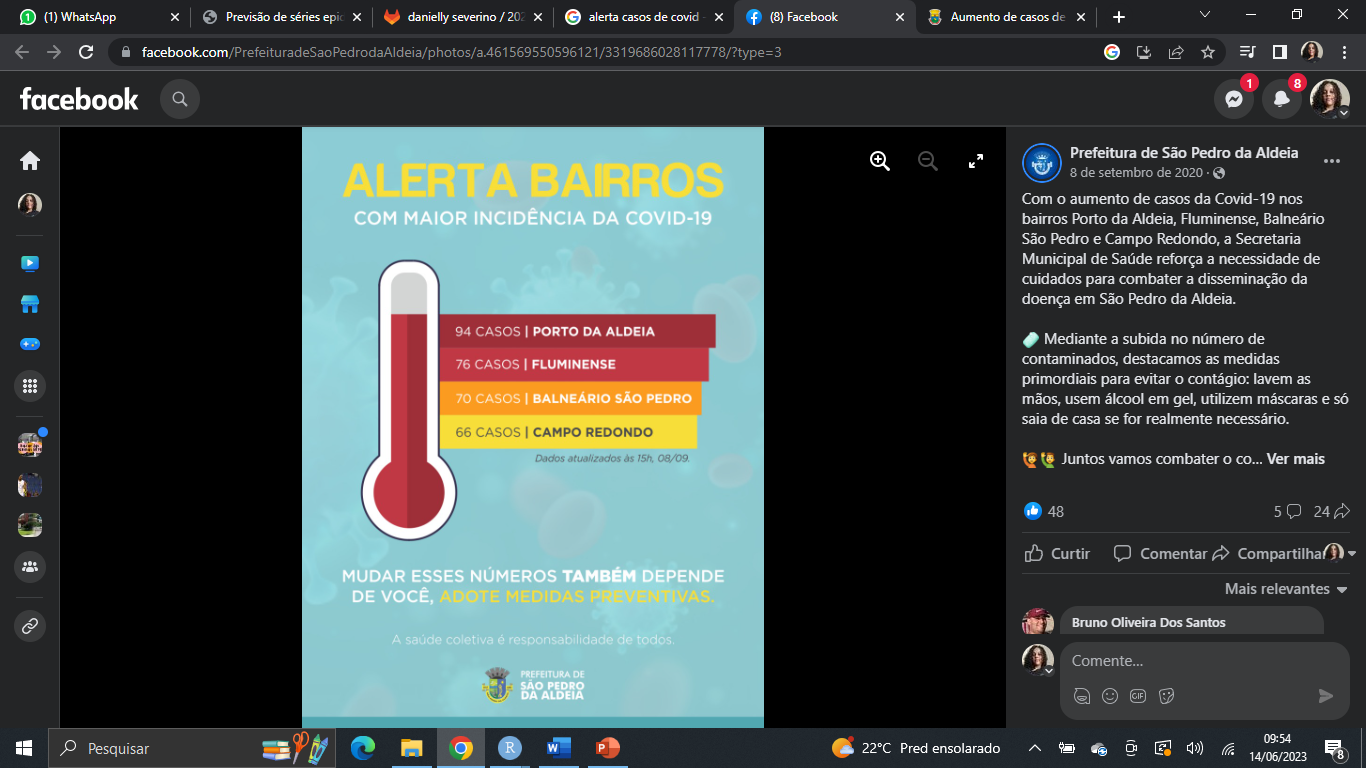 (1) WhatsApp
Previsão de séries epid
danielly severino / 202
alerta casos de covid -
(8) Facebook
Aumento de casos de
facebook.com/PrefeituradeSaoPedrodaAldeia/photos/a.461569550596121/3319686028117778/?type=3
facebook
1
8
ALERTA BAIRROS
COM MAIOR INCIDÊNCIA DA COVID-19
94 CASOS | PORTO DA ALDEIA
76 CASOS | FLUMINENSE
70 CASOS | BALNEÁRIO SÃO PEDRO
66 CASOS | CAMPO REDONDO
Dados atualizados às 15h, 08/09.
MUDAR ESSES NÚMEROS TAMBÉM DEPENDE
DE VOCÊ, ADOTE MEDIDAS PREVENTIVAS.
A saúde coletiva é responsabilidade de todos.
PREFEITURA DE
SÃO PEDRO
DA ALDEIA
Prefeitura de São Pedro da Aldeia
8 de setembro de 2020 ·
Com o aumento de casos da Covid-19 nos
bairros Porto da Aldeia, Fluminense, Balneário
São Pedro e Campo Redondo, a Secretaria
Municipal de Saúde reforça a necessidade de
cuidados para combater a disseminação da
doença em São Pedro da Aldeia.
Mediante a subida no número de
contaminados, destacamos as medidas
primordiais para evitar o contágio: lavem as
mãos, usem álcool em gel, utilizem máscaras e só
saia de casa se for realmente necessário.
Juntos vamos combater o co... Ver mais
48
5
24
Curtir
Comentar
Compartilha
Mais relevantes
Bruno Oliveira Dos Santos
Comente...
GIF
Pesquisar
22°C Pred ensolarado
09:54
14/06/2023
8